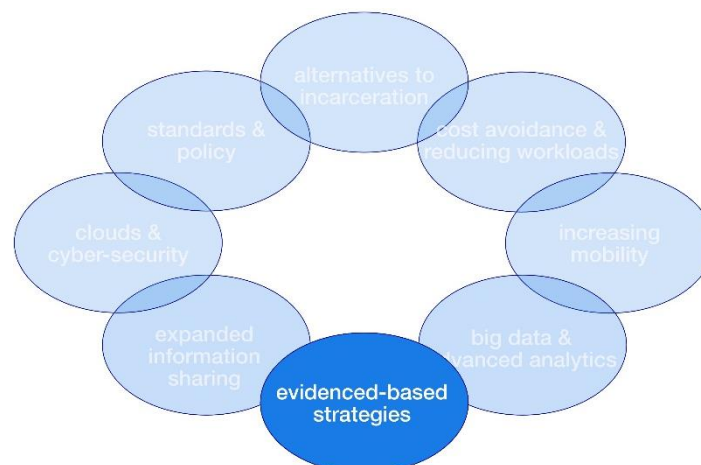 alternatives to
incarceration
standards &
policy
cost avoidance &
reducing workloads
clouds &
cyber-security
increasing
mobility
expanded
information
sharing
big data &
advanced analytics
evidenced-based
strategies